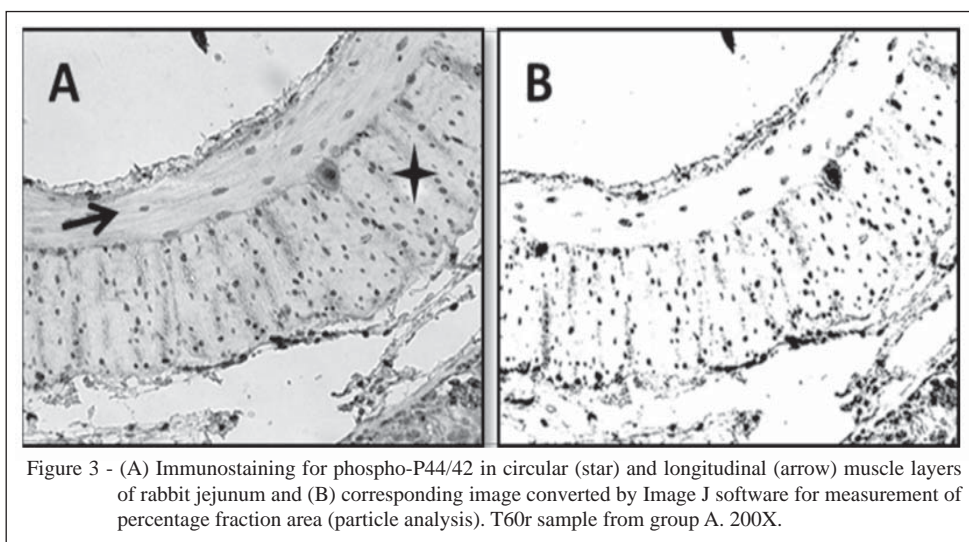 A
B
Figure 3 - (A) Immunostaining for phospho-P44/42 in circular (star) and longitudinal (arrow) muscle layers
of rabbit jejunum and (B) corresponding image converted by Image J software for measurement of
percentage fraction area (particle analysis). T60r sample from group A. 200X.